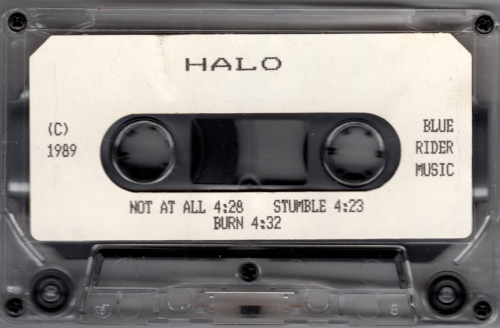 HALO
(C)
1989
BLUE
RIDER
MUSIC
NOT AT ALL 4:28 STUMBLE 4:23
BURN 4:32